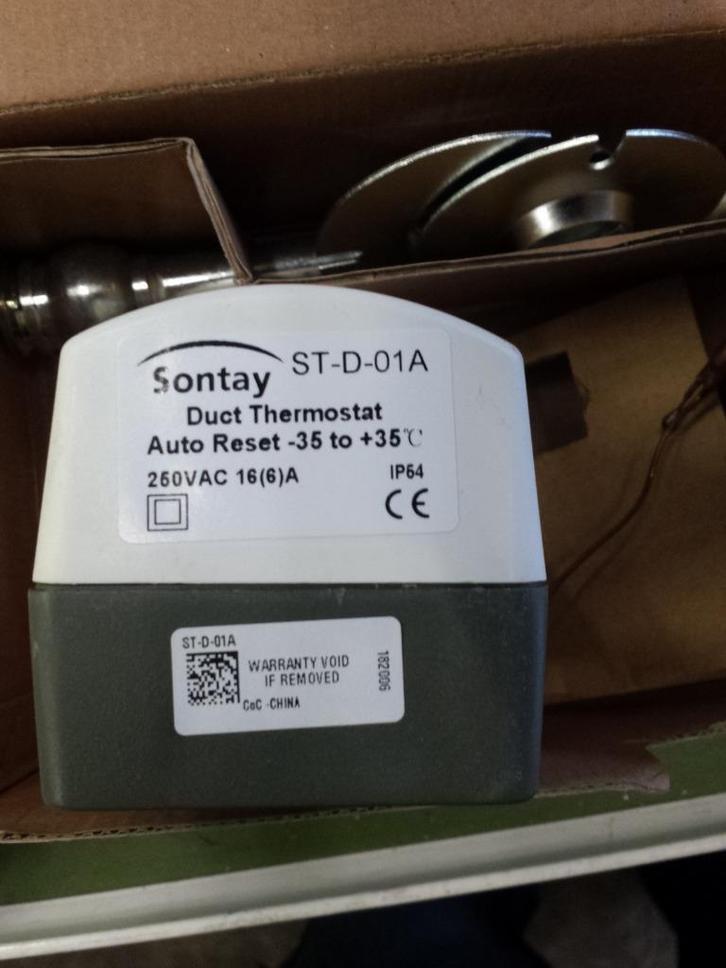 Sontay ST-D-01A
Duct Thermostat
Auto Reset -35 to +35℃
250VAC 16(6)A IP54
CE
ST-D-01A
WARRANTY VOID
IF REMOVED
CoC -CHINA
182006